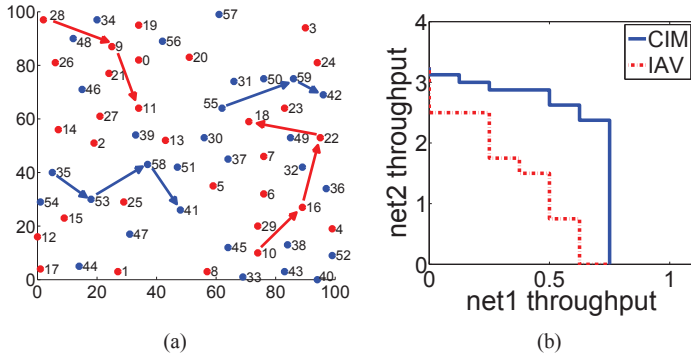 100
57
28 34 19 3
48 9 56
80
26 21 0 20 24
46 31 50 59
42
60
27 11 55 18 23
14
2 39 13 30 49 22
40
35 58 51 37 7 32
54 53 25 5 6 36
20
15 41 16
12 47 45 29 38 4
10 52
0
17 44 1 8 33 43 40
0 20 40 60 80 100
(a)
CIM
IAV
net2 throughput
4
3
2
1
0
0 0.5 1
net1 throughput
(b)